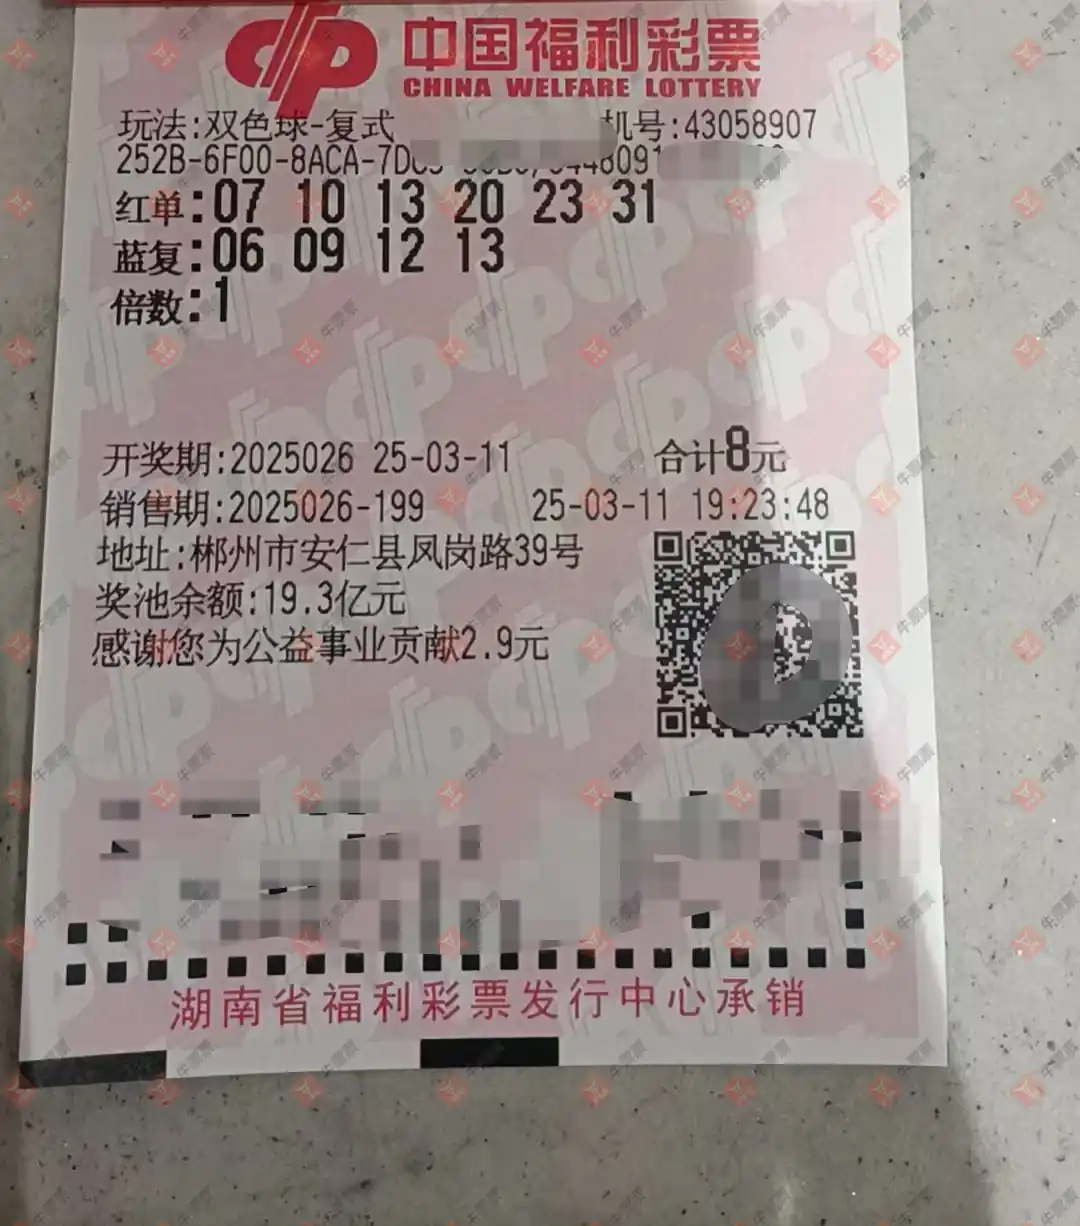 中国福利彩票
CHINA WELFARE LOTTERY
玩法:双色球-复式 机号:43058907
252B-6F00-8ACA-
红单:07 10 13 20 23 31
蓝复:06 09 12 13
倍数:1
开奖期:2025026 25-03-11 合计8元
销售期:2025026-199 25-03-11 19:23:48
地址:郴州市安仁县凤岗路39号
奖池余额:19.3亿元
感谢您为公益事业贡献2.9元
湖南省福利彩票发行中心承销